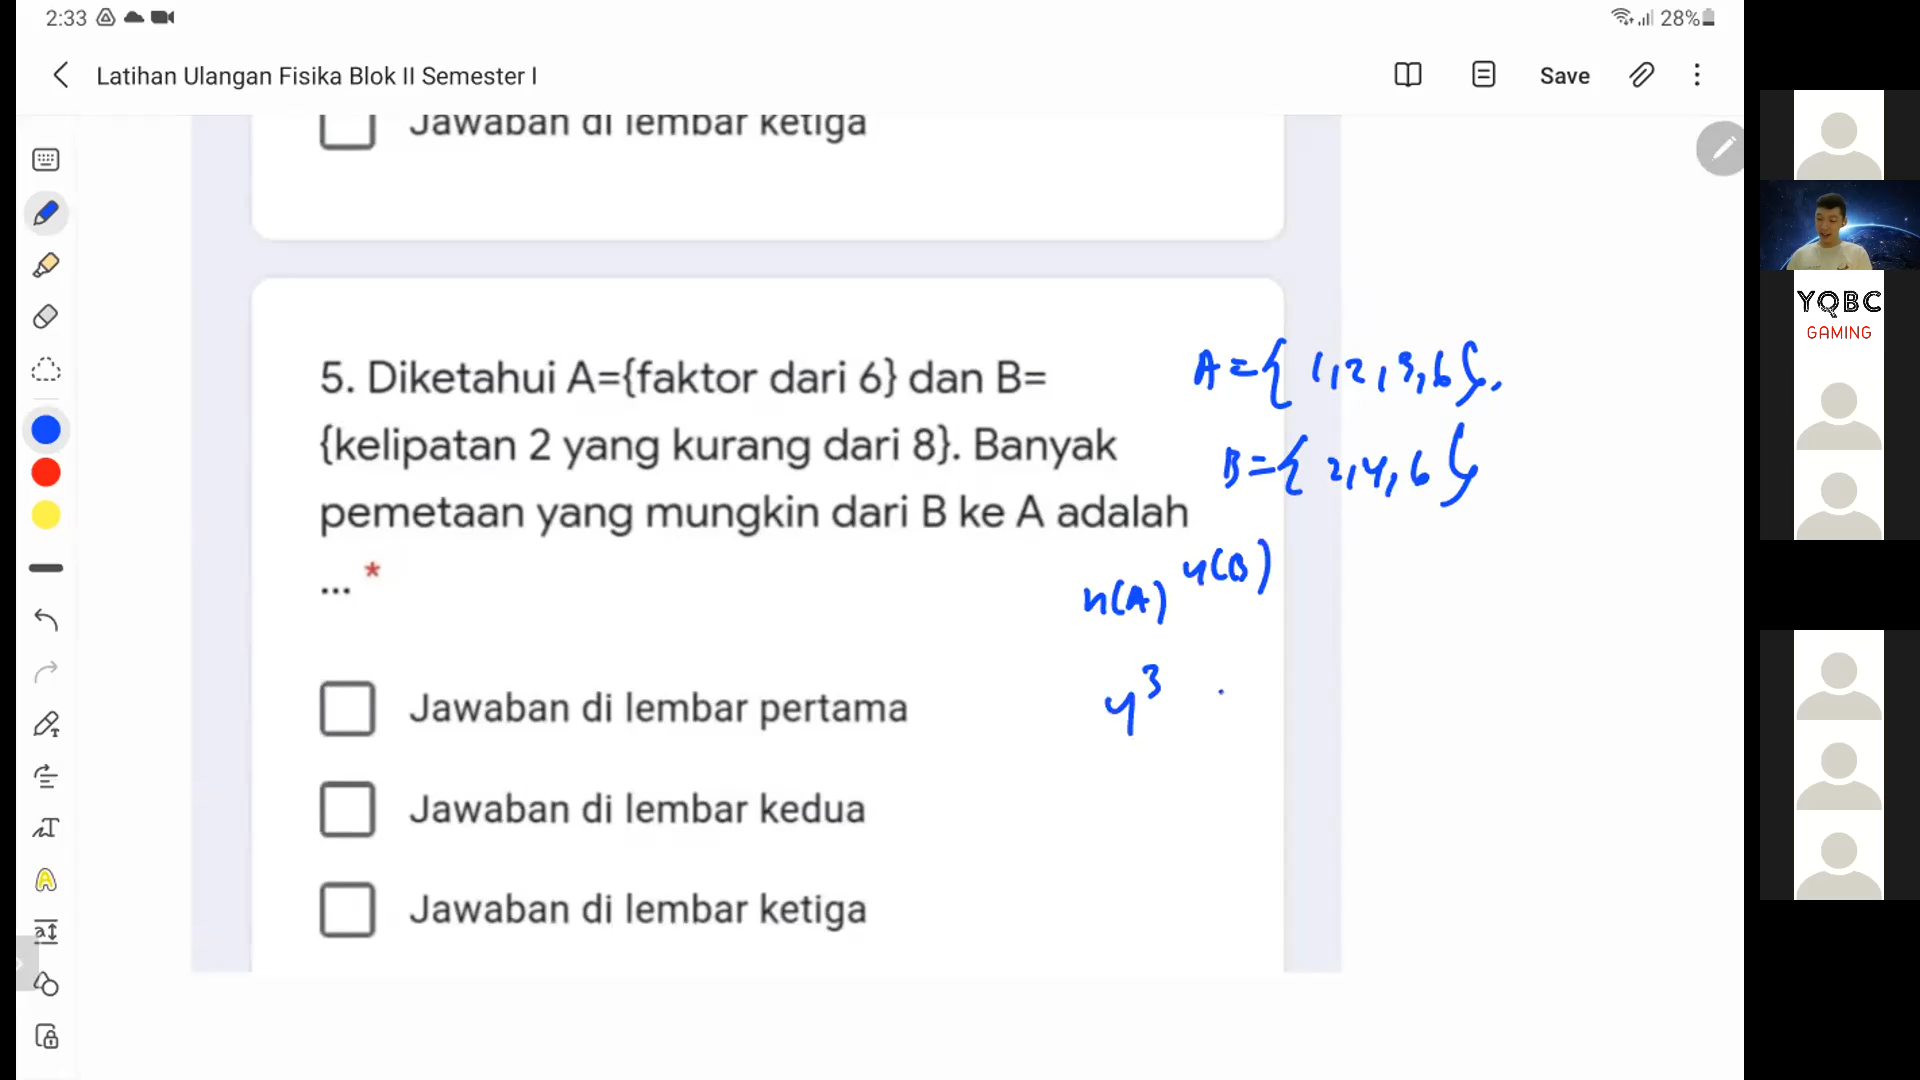 2:33
28%
Latihan Ulangan Fisika Blok II Semester I
Save
Jawaban di lembar ketiga
5. Diketahui A={faktor dari 6} dan B=
{kelipatan 2 yang kurang dari 8}. Banyak
pemetaan yang mungkin dari B ke A adalah
... *
A={ 1,2,3,6}.
B={ 2,4,6 }
n(A) n(B)
4³
Jawaban di lembar pertama
Jawaban di lembar kedua
Jawaban di lembar ketiga
YQBC
GAMING